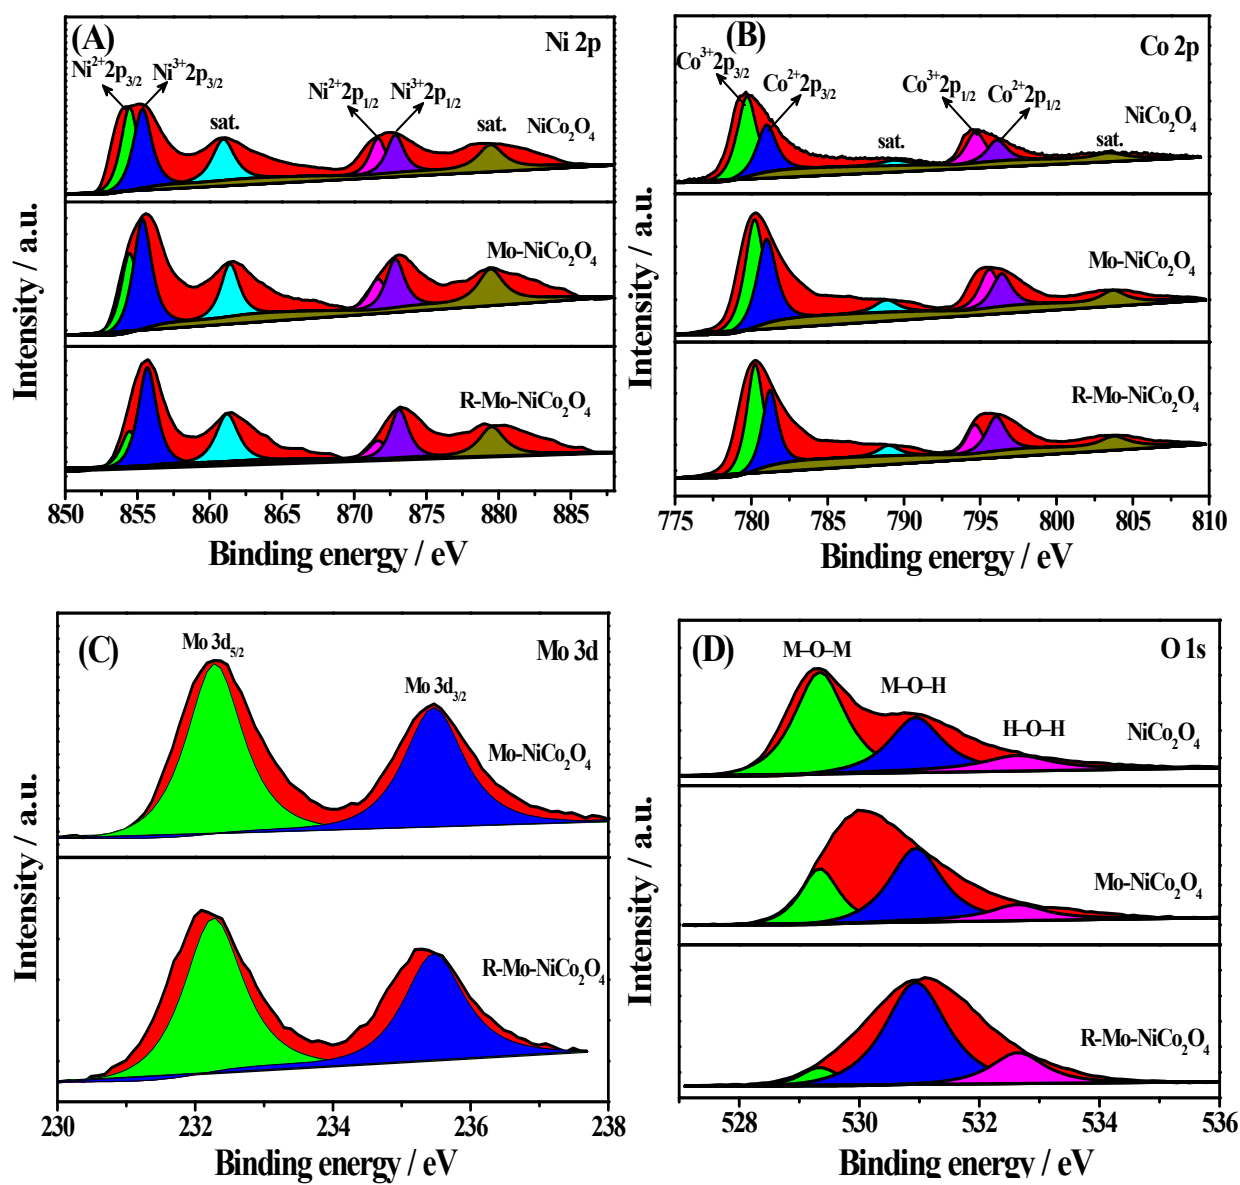 (A)
Ni 2p
Ni²⁺2p₃/₂
Ni³⁺2p₃/₂
Ni²⁺2p₁/₂
Ni³⁺2p₁/₂
sat.
sat.
NiCo₂O₄
Mo-NiCo₂O₄
R-Mo-NiCo₂O₄
Intensity / a.u.
850 855 860 865 870 875 880 885
Binding energy / eV
(B)
Co 2p
Co³⁺2p₃/₂
Co²⁺2p₃/₂
Co³⁺2p₁/₂
Co²⁺2p₁/₂
sat.
sat.
NiCo₂O₄
Mo-NiCo₂O₄
R-Mo-NiCo₂O₄
Intensity / a.u.
775 780 785 790 795 800 805 810
Binding energy / eV
(C)
Mo 3d
Mo 3d₅/₂
Mo 3d₃/₂
Mo-NiCo₂O₄
R-Mo-NiCo₂O₄
Intensity / a.u.
230 232 234 236 238
Binding energy / eV
(D)
O 1s
M–O–M
M–O–H
H–O–H
NiCo₂O₄
Mo-NiCo₂O₄
R-Mo-NiCo₂O₄
Intensity / a.u.
528 530 532 534 536
Binding energy / eV